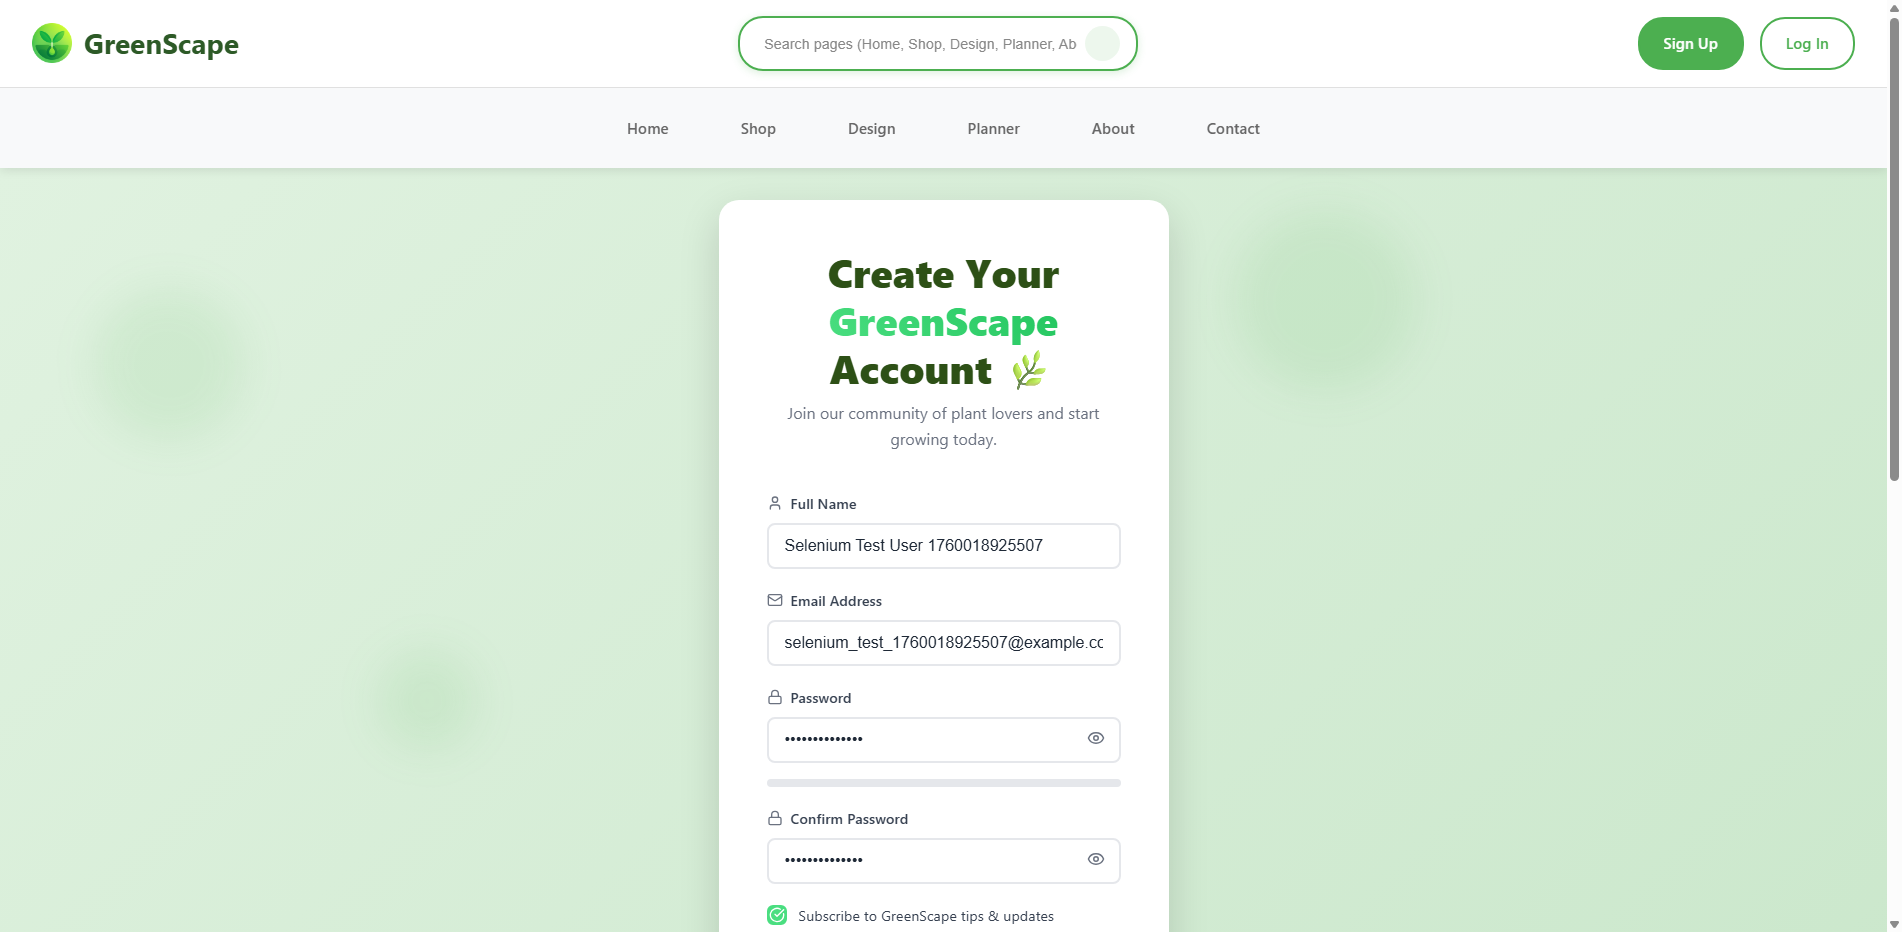 GreenScape
Search pages (Home, Shop, Design, Planner, Ab
Sign Up
Log In
Home
Shop
Design
Planner
About
Contact
Create Your
GreenScape
Account
Join our community of plant lovers and start
growing today.
Full Name
Selenium Test User 1760018925507
Email Address
selenium_test_1760018925507@example.cc
Password
••••••••••••••
Confirm Password
••••••••••••••
Subscribe to GreenScape tips & updates